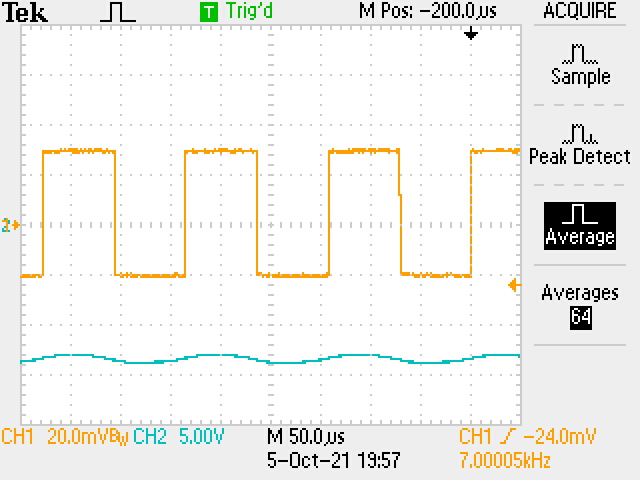 Tek T Trig'd M Pos: -200.0µs ACQUIRE
Sample
Peak Detect
Average
Averages
64
2
CH1 20.0mVBW CH2 5.00V M 50.0µs CH1 -24.0mV
5-Oct-21 19:57 7.00005kHz